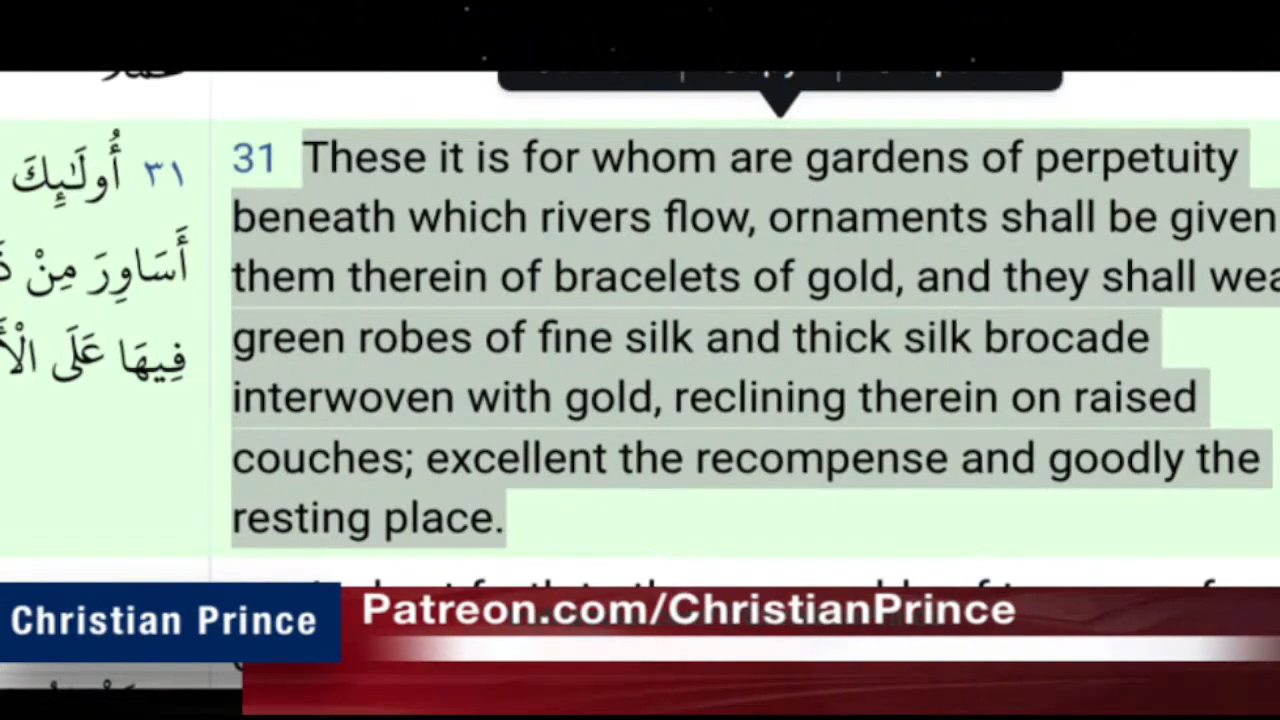 31 These it is for whom are gardens of perpetuity
beneath which rivers flow, ornaments shall be given
them therein of bracelets of gold, and they shall
green robes of fine silk and thick silk brocade
interwoven with gold, reclining therein on raised
couches; excellent the recompense and goodly the
resting place.
٣١ أُولَـٰئِكَ
أَسَاوِرَ مِنْ
فِيهَا عَلَى
Christian Prince
Patreon.com/ChristianPrince